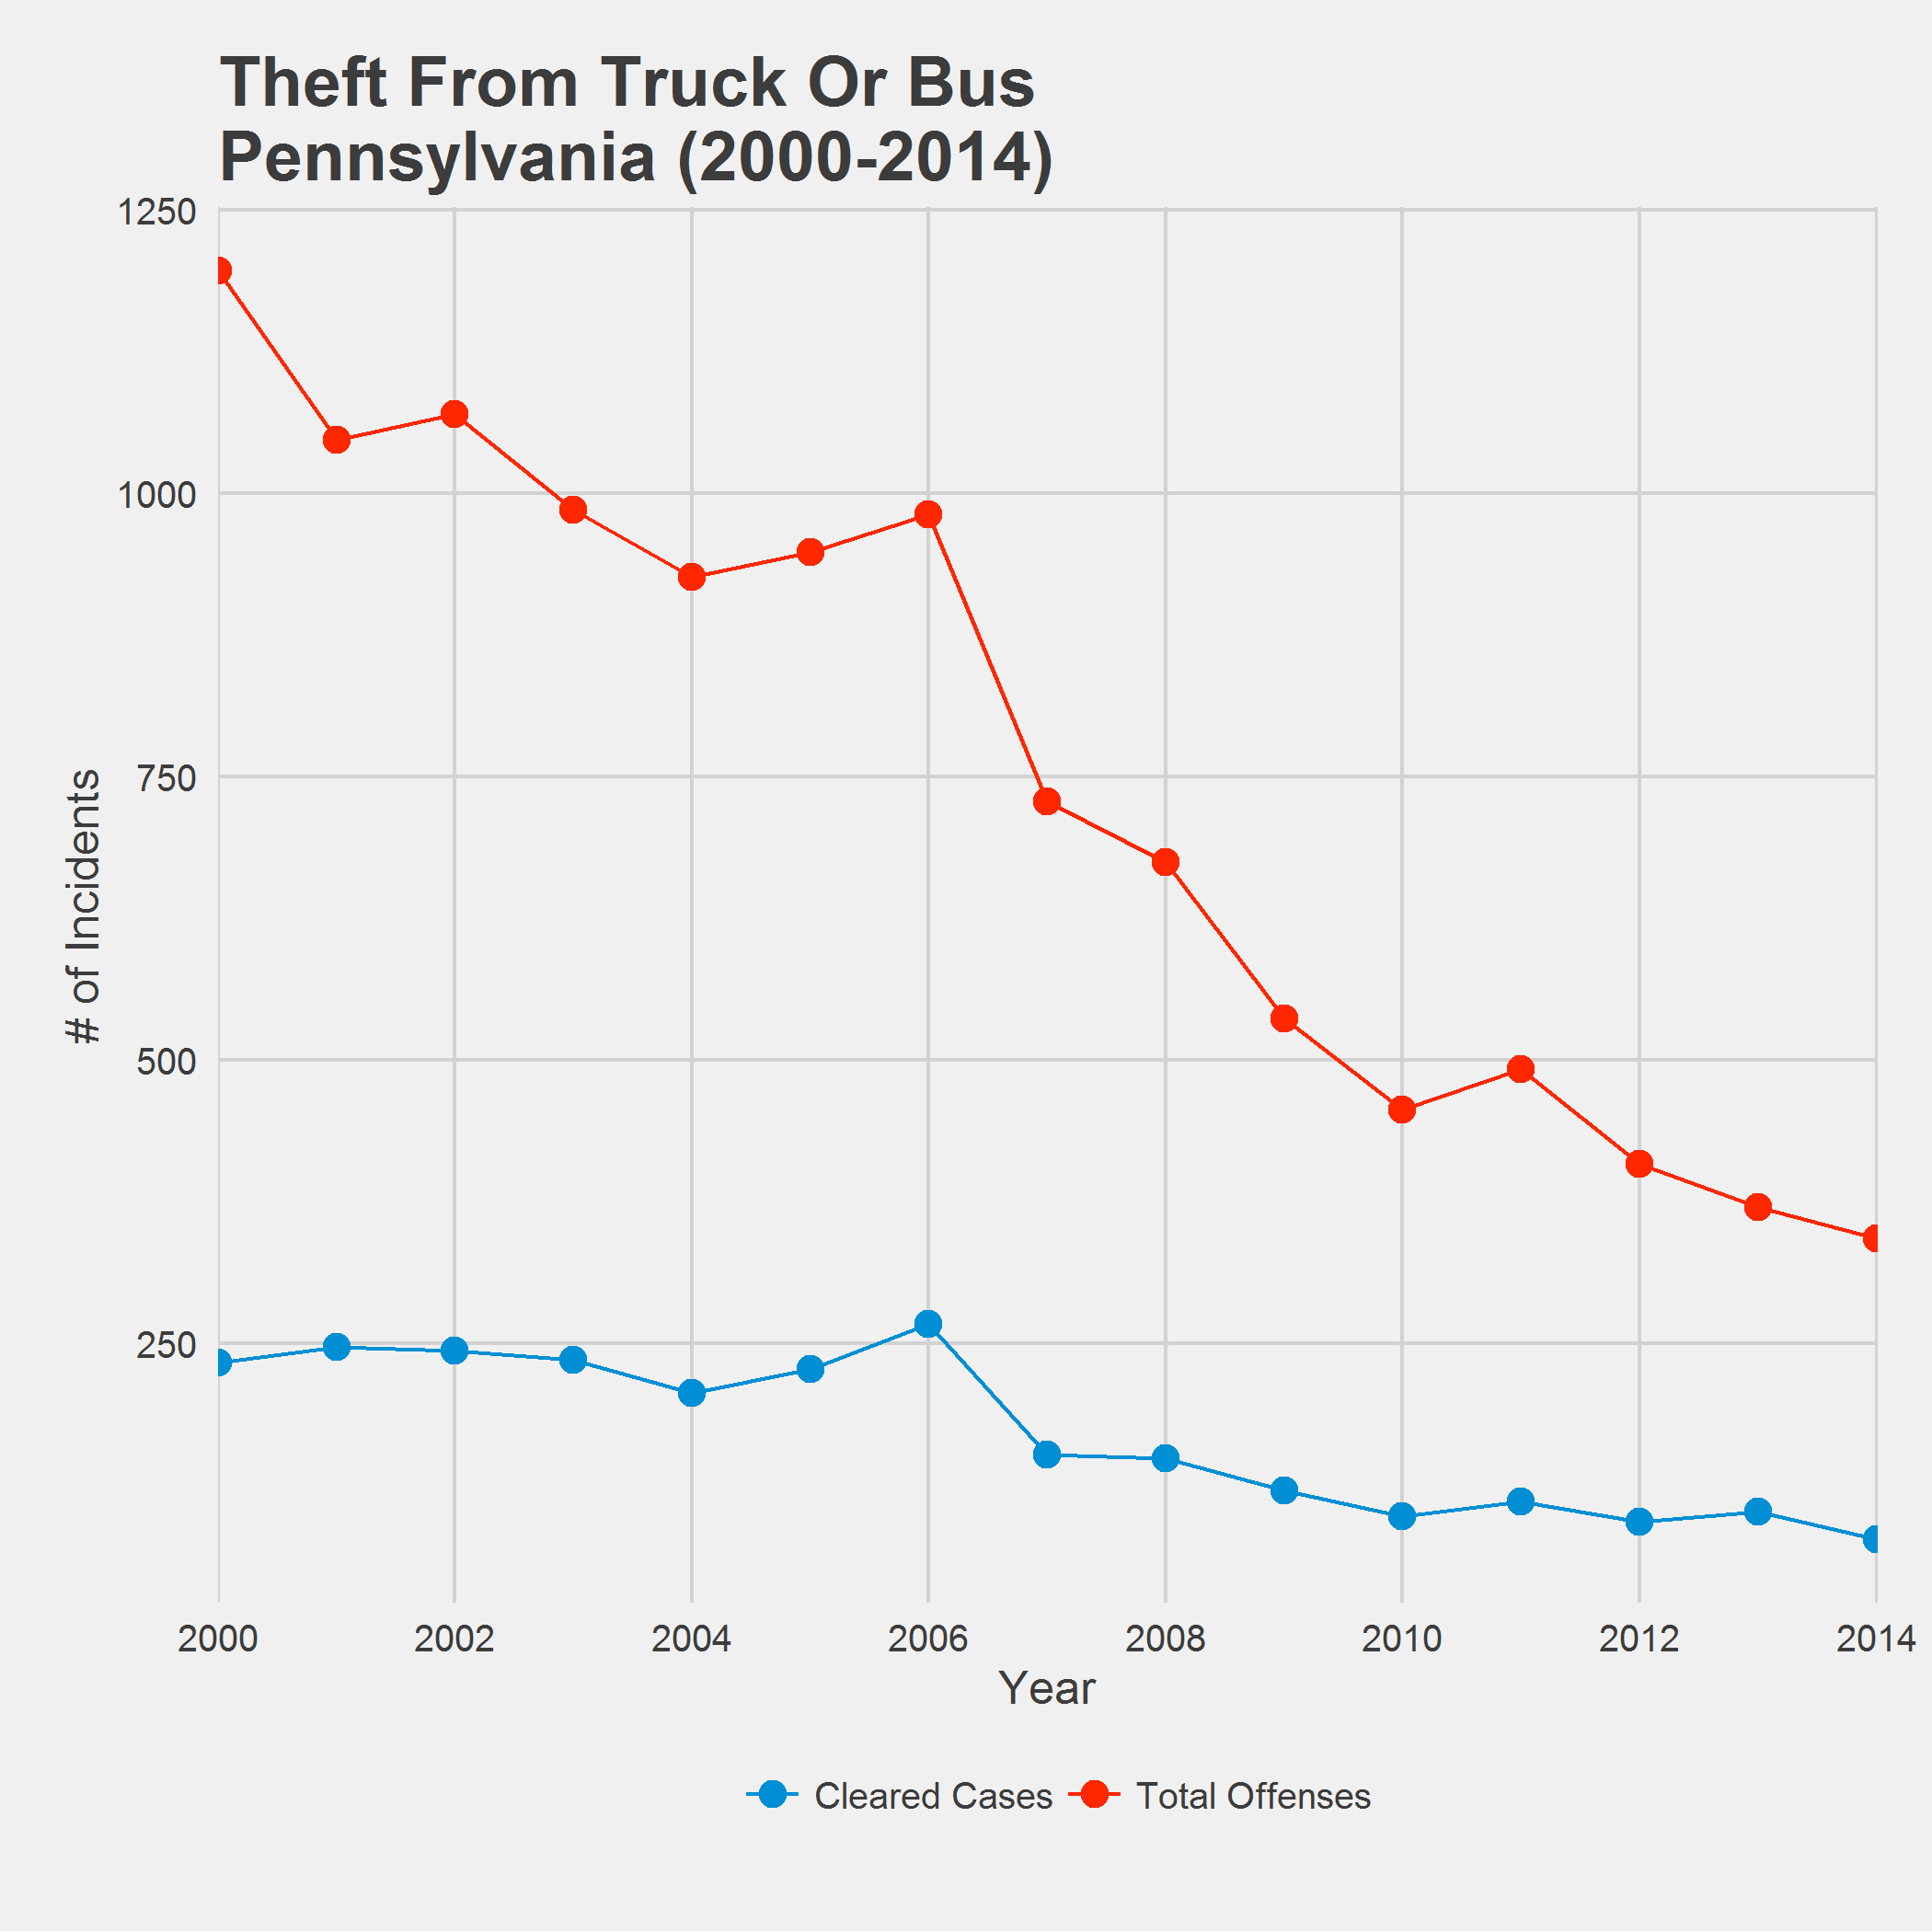 Theft From Truck Or Bus
Pennsylvania (2000-2014)
1250
1000
750
500
250
# of Incidents
2000 2002 2004 2006 2008 2010 2012 2014
Year
Cleared Cases Total Offenses